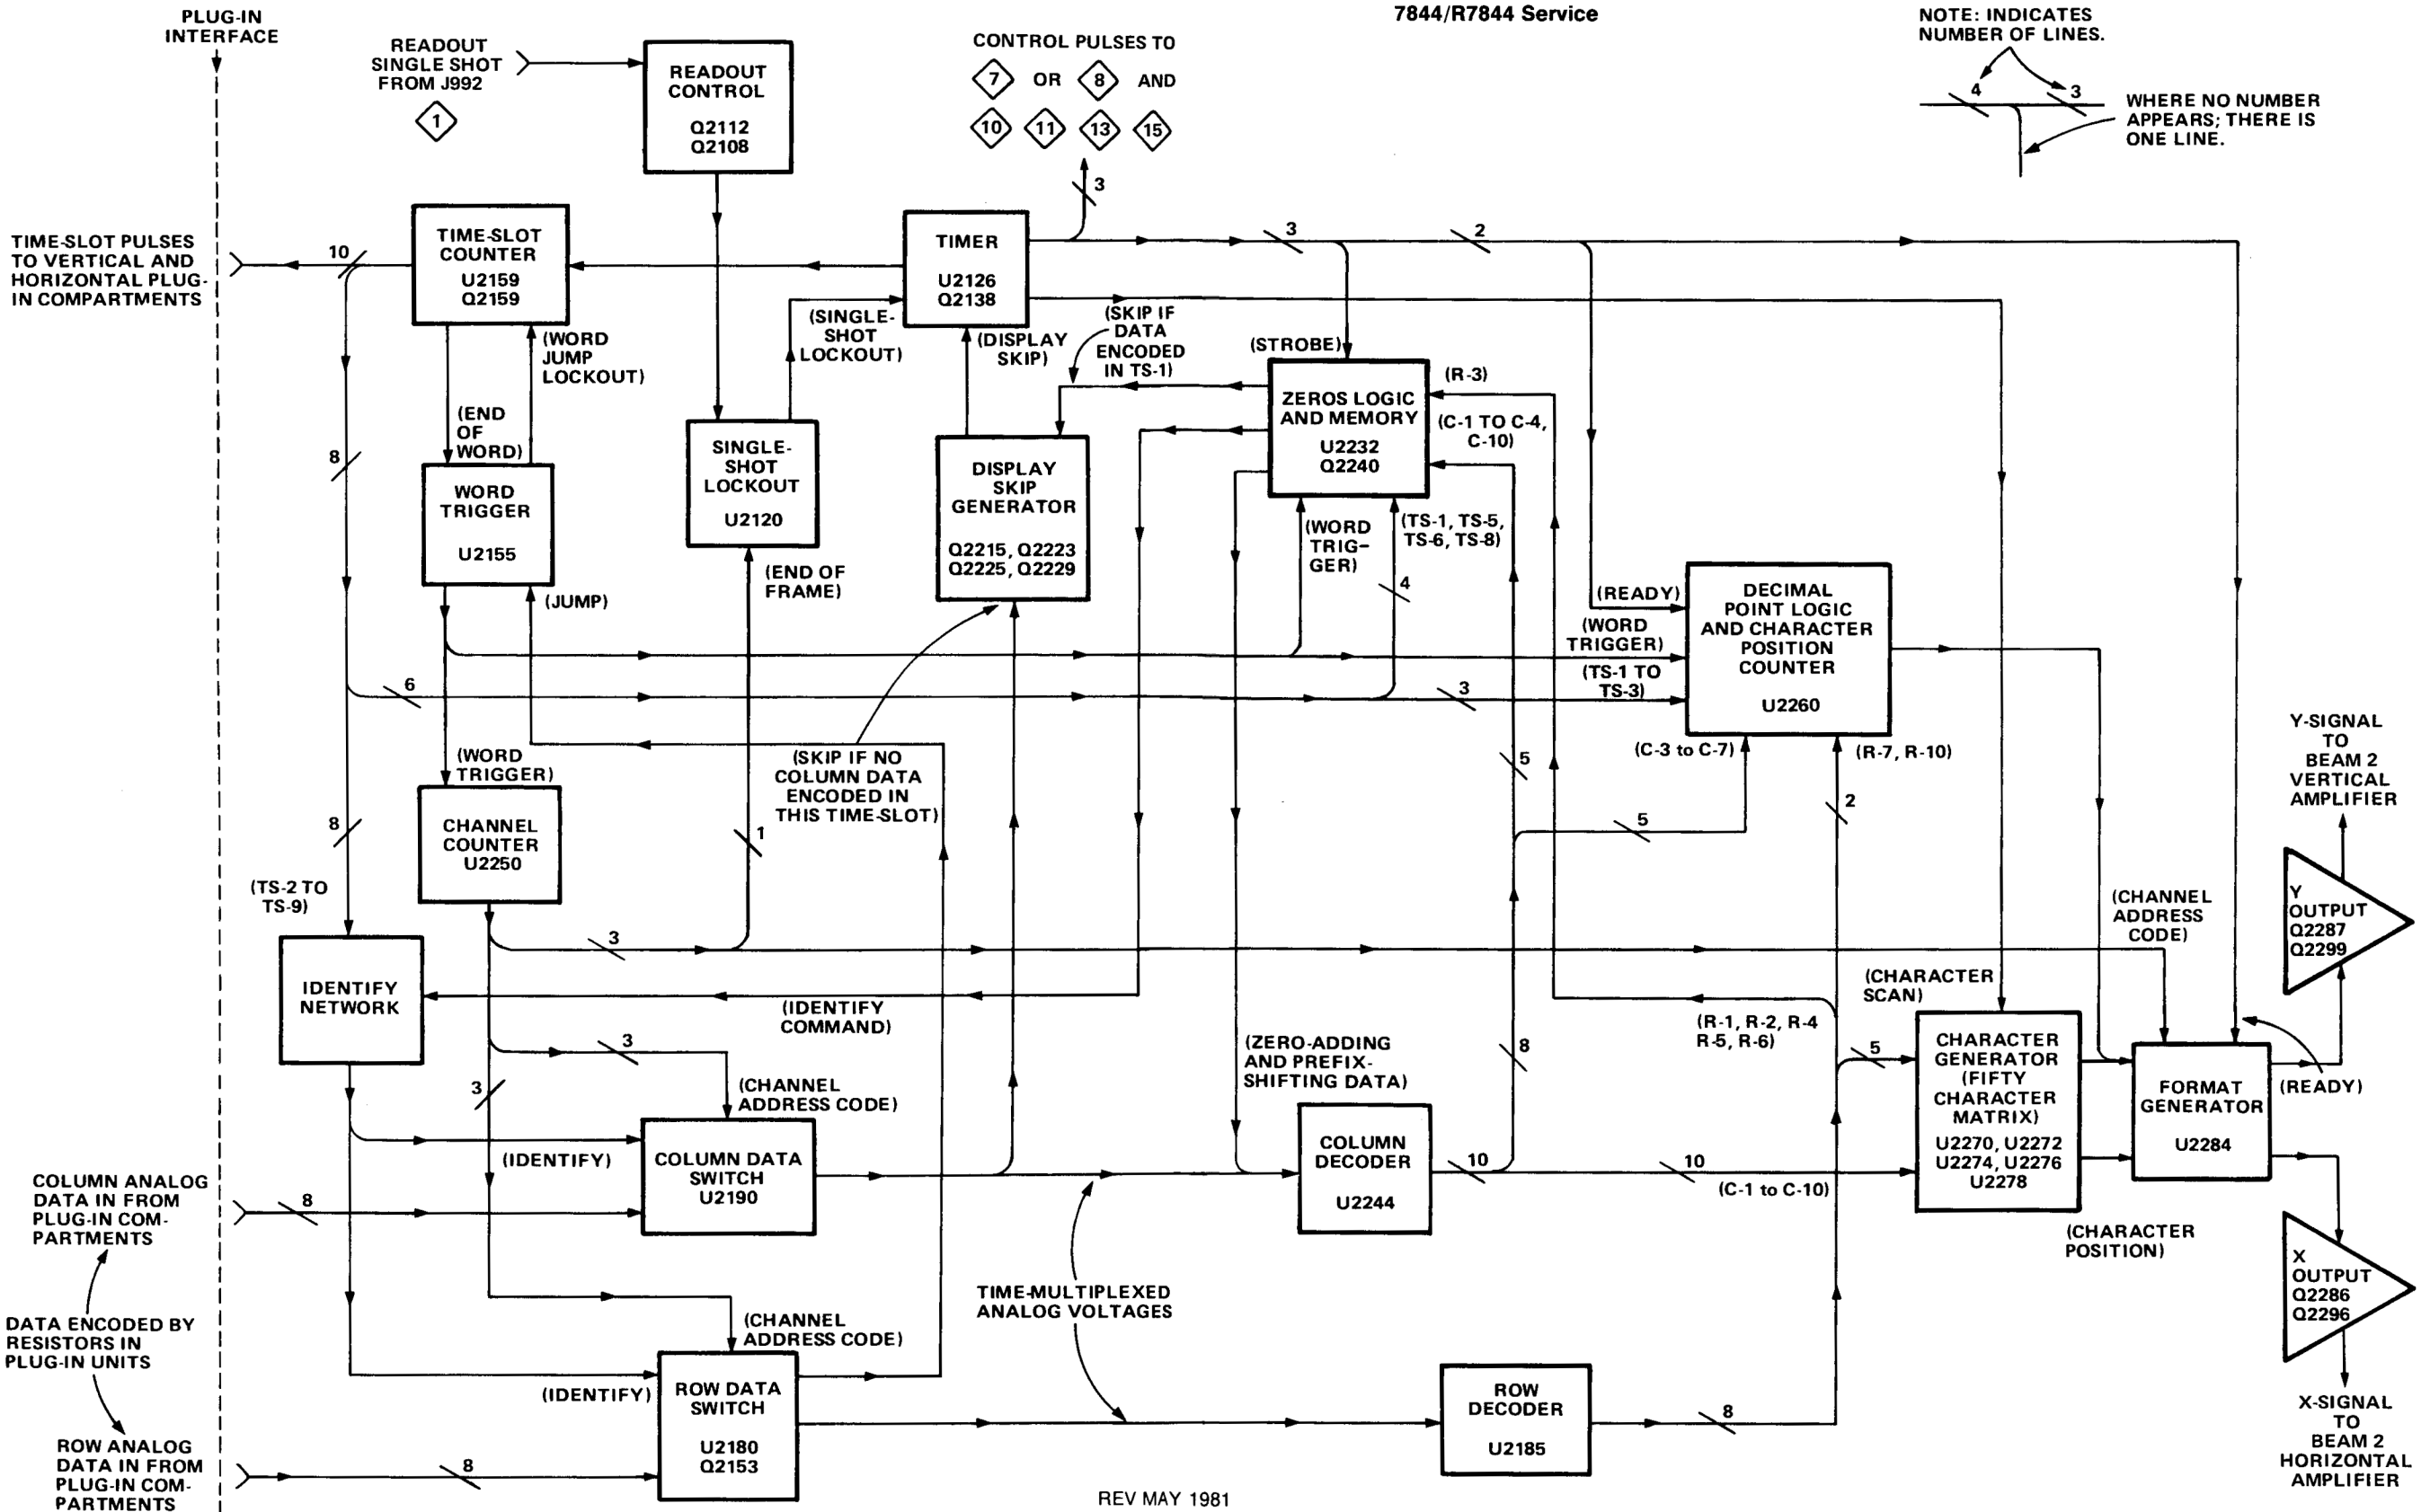 7844/R7844 Service
PLUG-IN
INTERFACE
READOUT
SINGLE SHOT
FROM J992
1
READOUT
CONTROL
Q2112
Q2108
CONTROL PULSES TO
7 OR 8 AND
10 11 13 15
3
NOTE: INDICATES
NUMBER OF LINES.
4
3
WHERE NO NUMBER
APPEARS; THERE IS
ONE LINE.
TIME-SLOT PULSES
TO VERTICAL AND
HORIZONTAL PLUG-
IN COMPARTMENTS
10
TIME-SLOT
COUNTER
U2159
Q2159
TIMER
U2126
Q2138
3
2
(WORD
JUMP
LOCKOUT)
(END
OF
WORD)
(SINGLE-
SHOT
LOCKOUT)
(DISPLAY
SKIP)
(SKIP IF
DATA
ENCODED
IN TS-1)
(STROBE)
ZEROS LOGIC
AND MEMORY
U2232
Q2240
(R-3)
(C-1 TO C-4,
C-10)
8
WORD
TRIGGER
U2155
SINGLE-
SHOT
LOCKOUT
U2120
DISPLAY
SKIP
GENERATOR
Q2215, Q2223
Q2225, Q2229
(WORD
TRIG-
GER)
(TS-1, TS-5,
TS-6, TS-8)
4
(JUMP)
(END OF
FRAME)
(READY)
(WORD
TRIGGER)
(TS-1 TO
TS-3)
DECIMAL
POINT LOGIC
AND CHARACTER
POSITION
COUNTER
U2260
6
3
(WORD
TRIGGER)
(SKIP IF NO
COLUMN DATA
ENCODED IN
THIS TIME-SLOT)
(C-3 to C-7)
(R-7, R-10)
5
5
2
Y-SIGNAL
TO
BEAM 2
VERTICAL
AMPLIFIER
8
CHANNEL
COUNTER
U2250
1
(TS-2 TO
TS-9)
3
(CHANNEL
ADDRESS
CODE)
Y
OUTPUT
Q2287
Q2299
IDENTIFY
NETWORK
(IDENTIFY
COMMAND)
(CHARACTER
SCAN)
(R-1, R-2, R-4
R-5, R-6)
3
3
(ZERO-ADDING
AND PREFIX-
SHIFTING DATA)
8
5
CHARACTER
GENERATOR
(FIFTY
CHARACTER
MATRIX)
U2270, U2272
U2274, U2276
U2278
FORMAT
GENERATOR
U2284
(READY)
(CHANNEL
ADDRESS CODE)
(IDENTIFY)
COLUMN DATA
SWITCH
U2190
COLUMN
DECODER
U2244
10
10
(C-1 to C-10)
(CHARACTER
POSITION)
COLUMN ANALOG
DATA IN FROM
PLUG-IN COM-
PARTMENTS
8
X
OUTPUT
Q2286
Q2296
DATA ENCODED BY
RESISTORS IN
PLUG-IN UNITS
TIME-MULTIPLEXED
ANALOG VOLTAGES
(CHANNEL
ADDRESS CODE)
(IDENTIFY)
ROW DATA
SWITCH
U2180
Q2153
ROW
DECODER
U2185
8
ROW ANALOG
DATA IN FROM
PLUG-IN COM-
PARTMENTS
8
X-SIGNAL
TO
BEAM 2
HORIZONTAL
AMPLIFIER
REV MAY 1981